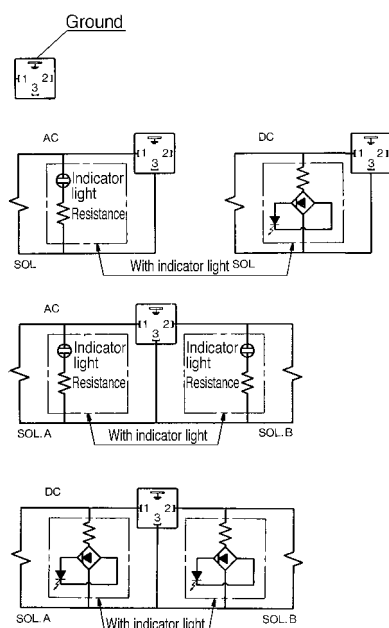 Ground
1 2
3
AC
1 2
3
Indicator
light
Resistance
SOL
With indicator light
DC
1 2
3
SOL
AC
1 2
3
Indicator
light
Resistance
Indicator
light
Resistance
SOL. A
With indicator light
SOL. B
DC
1 2
3
SOL. A
With indicator light
SOL. B